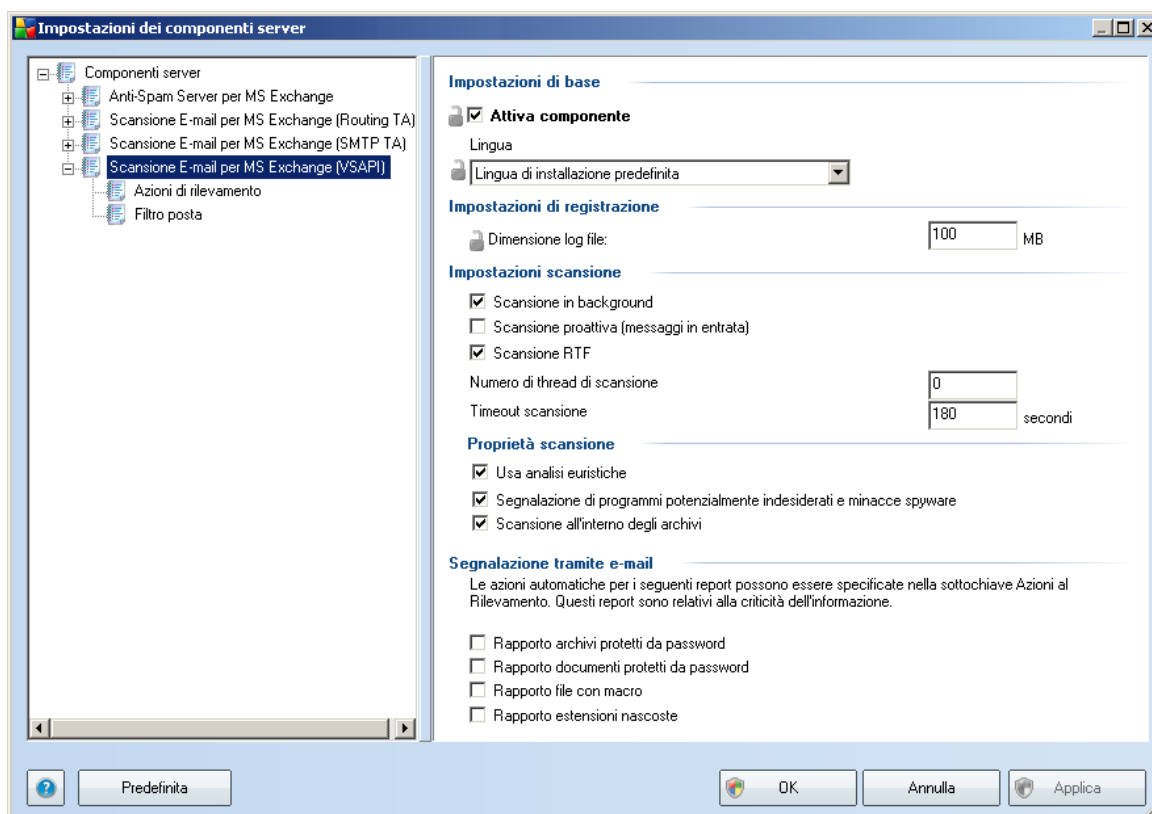 Impostazioni dei componenti server
Componenti server
Anti-Spam Server per MS Exchange
Scansione E-mail per MS Exchange (Routing TA)
Scansione E-mail per MS Exchange (SMTP TA)
Scansione E-mail per MS Exchange (VSAPI)
Azioni di rilevamento
Filtro posta
Impostazioni di base
Attiva componente
Lingua
Lingua di installazione predefinita
Impostazioni di registrazione
Dimensione log file: 100 MB
Impostazioni scansione
Scansione in background
Scansione proattiva (messaggi in entrata)
Scansione RTF
Numero di thread di scansione 0
Timeout scansione 180 secondi
Proprietà scansione
Usa analisi euristiche
Segnalazione di programmi potenzialmente indesiderati e minacce spyware
Scansione all'interno degli archivi
Segnalazione tramite e-mail
Le azioni automatiche per i seguenti report possono essere specificate nella sottochiave Azioni al
Rilevamento. Questi report sono relativi alla criticità dell'informazione.
Rapporto archivi protetti da password
Rapporto documenti protetti da password
Rapporto file con macro
Rapporto estensioni nascoste
Predefinita OK Annulla Applica